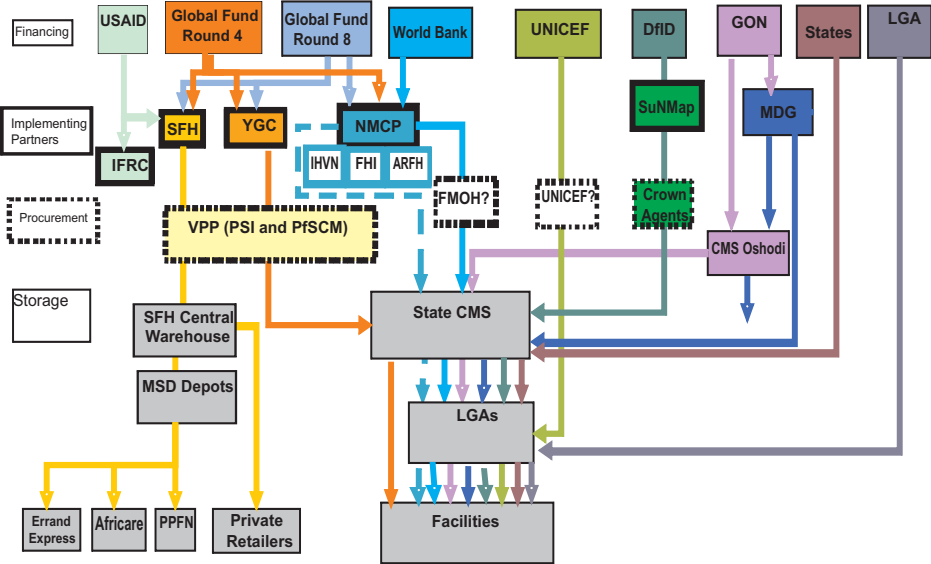 Financing
USAID
Global Fund
Round 4
Global Fund
Round 8
World Bank
UNICEF
DfID
GON
States
LGA
Implementing
Partners
SFH
YGC
NMCP
SuNMap
MDG
IFRC
IHVN
FHI
ARFH
FMOH?
UNICEF?
Crown
Agents
Procurement
VPP (PSI and PfSCM)
CMS Oshodi
Storage
SFH Central
Warehouse
State CMS
MSD Depots
LGAs
Errand
Express
Africare
PPFN
Private
Retailers
Facilities